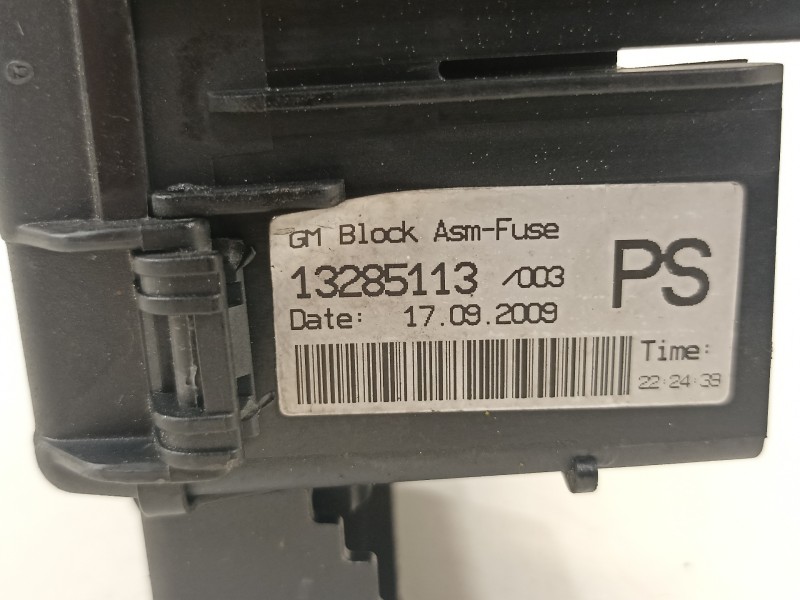 GM Block Asm-Fuse
13285113 /003
PS
Date: 17.09.2009
Time:
22:24:39